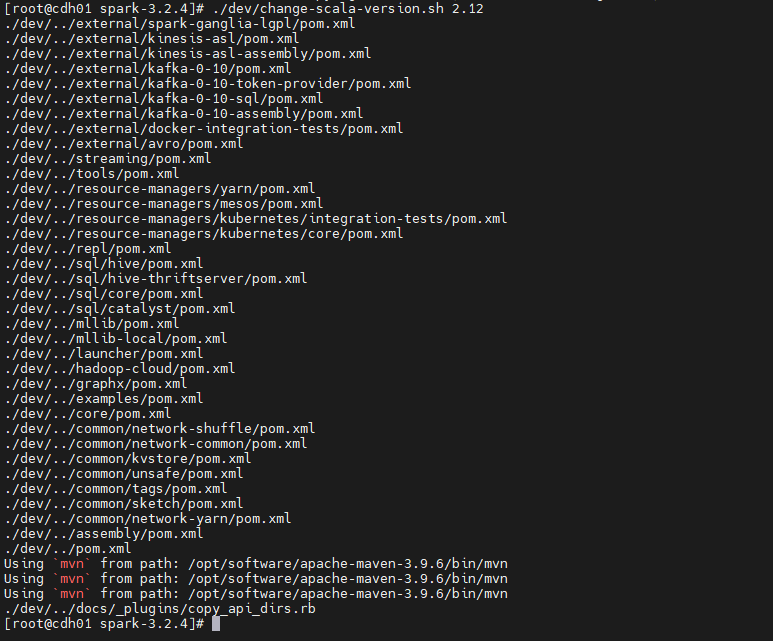 [root@cdh01 spark-3.2.4]# ./dev/change-scala-version.sh 2.12
./dev/../external/spark-ganglia-lgpl/pom.xml
./dev/../external/kinesis-asl/pom.xml
./dev/../external/kinesis-asl-assembly/pom.xml
./dev/../external/kafka-0-10/pom.xml
./dev/../external/kafka-0-10-token-provider/pom.xml
./dev/../external/kafka-0-10-sql/pom.xml
./dev/../external/kafka-0-10-assembly/pom.xml
./dev/../external/docker-integration-tests/pom.xml
./dev/../external/avro/pom.xml
./dev/../streaming/pom.xml
./dev/../tools/pom.xml
./dev/../resource-managers/yarn/pom.xml
./dev/../resource-managers/mesos/pom.xml
./dev/../resource-managers/kubernetes/integration-tests/pom.xml
./dev/../resource-managers/kubernetes/core/pom.xml
./dev/../repl/pom.xml
./dev/../sql/hive/pom.xml
./dev/../sql/hive-thriftserver/pom.xml
./dev/../sql/core/pom.xml
./dev/../sql/catalyst/pom.xml
./dev/../mllib/pom.xml
./dev/../mllib-local/pom.xml
./dev/../launcher/pom.xml
./dev/../hadoop-cloud/pom.xml
./dev/../graphx/pom.xml
./dev/../examples/pom.xml
./dev/../core/pom.xml
./dev/../common/network-shuffle/pom.xml
./dev/../common/network-common/pom.xml
./dev/../common/kvstore/pom.xml
./dev/../common/unsafe/pom.xml
./dev/../common/tags/pom.xml
./dev/../common/sketch/pom.xml
./dev/../common/network-yarn/pom.xml
./dev/../assembly/pom.xml
./dev/../pom.xml
Using `mvn` from path: /opt/software/apache-maven-3.9.6/bin/mvn
Using `mvn` from path: /opt/software/apache-maven-3.9.6/bin/mvn
Using `mvn` from path: /opt/software/apache-maven-3.9.6/bin/mvn
./dev/../docs/_plugins/copy_api_dirs.rb
[root@cdh01 spark-3.2.4]#